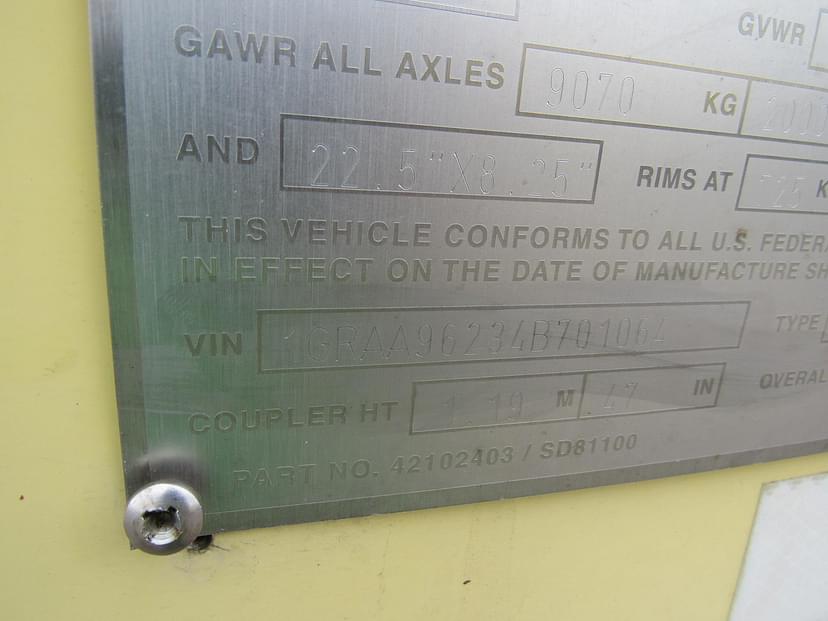 GVWR
GAWR ALL AXLES 9070 KG
AND 22.5"X8.25" RIMS AT 725 K
THIS VEHICLE CONFORMS TO ALL U.S. FEDERA
IN EFFECT ON THE DATE OF MANUFACTURE SH
VIN 1GRAA96234B701064 TYPE
COUPLER HT 1.19 M .47 IN OVERAL
PART NO. 42102403 / SD81100